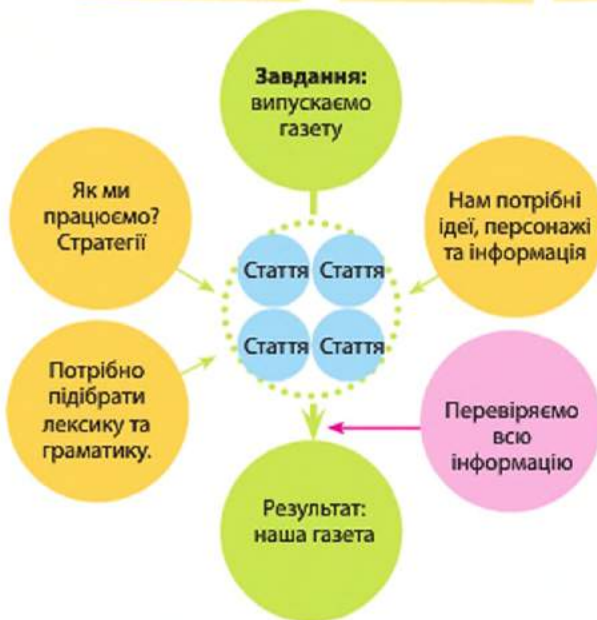 Завдання:
випускаємо
газету
Як ми
працюємо?
Стратегії
Нам потрібні
ідеї, персонажі
та інформація
Стаття Стаття
Стаття Стаття
Потрібно
підібрати
лексику та
граматику.
Перевіряємо
всю
інформацію
Результат:
наша газета